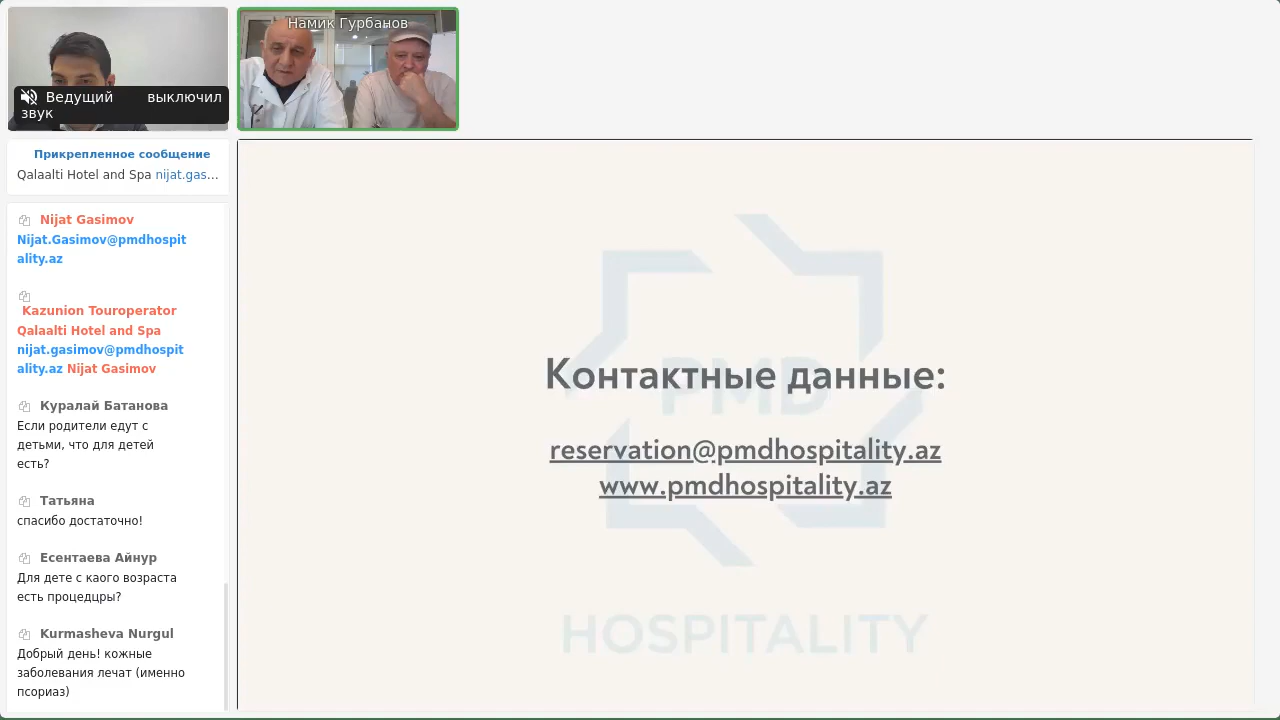 Намик Гурбанов
Ведущий выключил
звук
Прикрепленное сообщение
Qalaalti Hotel and Spa nijat.gas...
Nijat Gasimov
Nijat.Gasimov@pmdhospit
ality.az
Kazunion Touroperator
Qalaalti Hotel and Spa
nijat.gasimov@pmdhospit
ality.az Nijat Gasimov
Куралай Батанова
Если родители едут с
детьми, что для детей
есть?
Татьяна
спасибо достаточно!
Есентаева Айнур
Для дете с каого возраста
есть процедцры?
Kurmasheva Nurgul
Добрый день! кожные
заболевания лечат (именно
псориаз)
PMD
Контактные данные:
reservation@pmdhospitality.az
www.pmdhospitality.az
HOSPITALITY